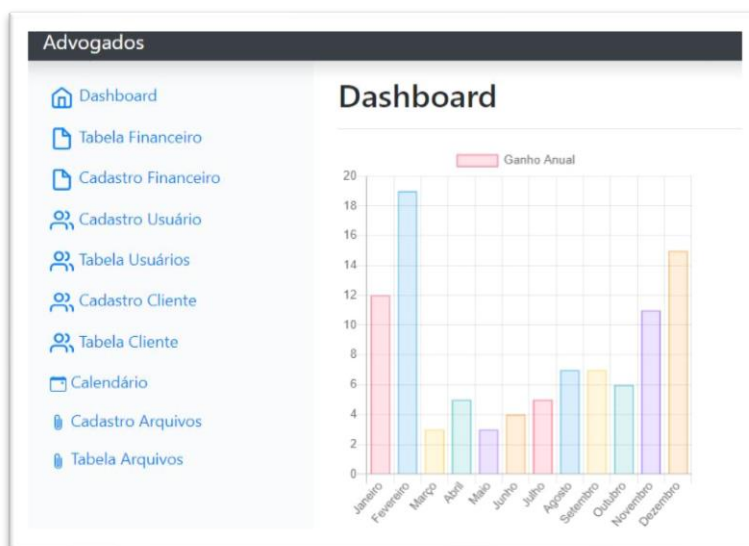 Advogados
Dashboard
Tabela Financeiro
Cadastro Financeiro
Cadastro Usuário
Tabela Usuários
Cadastro Cliente
Tabela Cliente
Calendário
Cadastro Arquivos
Tabela Arquivos
Dashboard
Ganho Anual
20
18
16
14
12
10
8
6
4
2
0
Janeiro
Fevereiro
Março
Abril
Maio
Junho
Julho
Agosto
Setembro
Outubro
Novembro
Dezembro